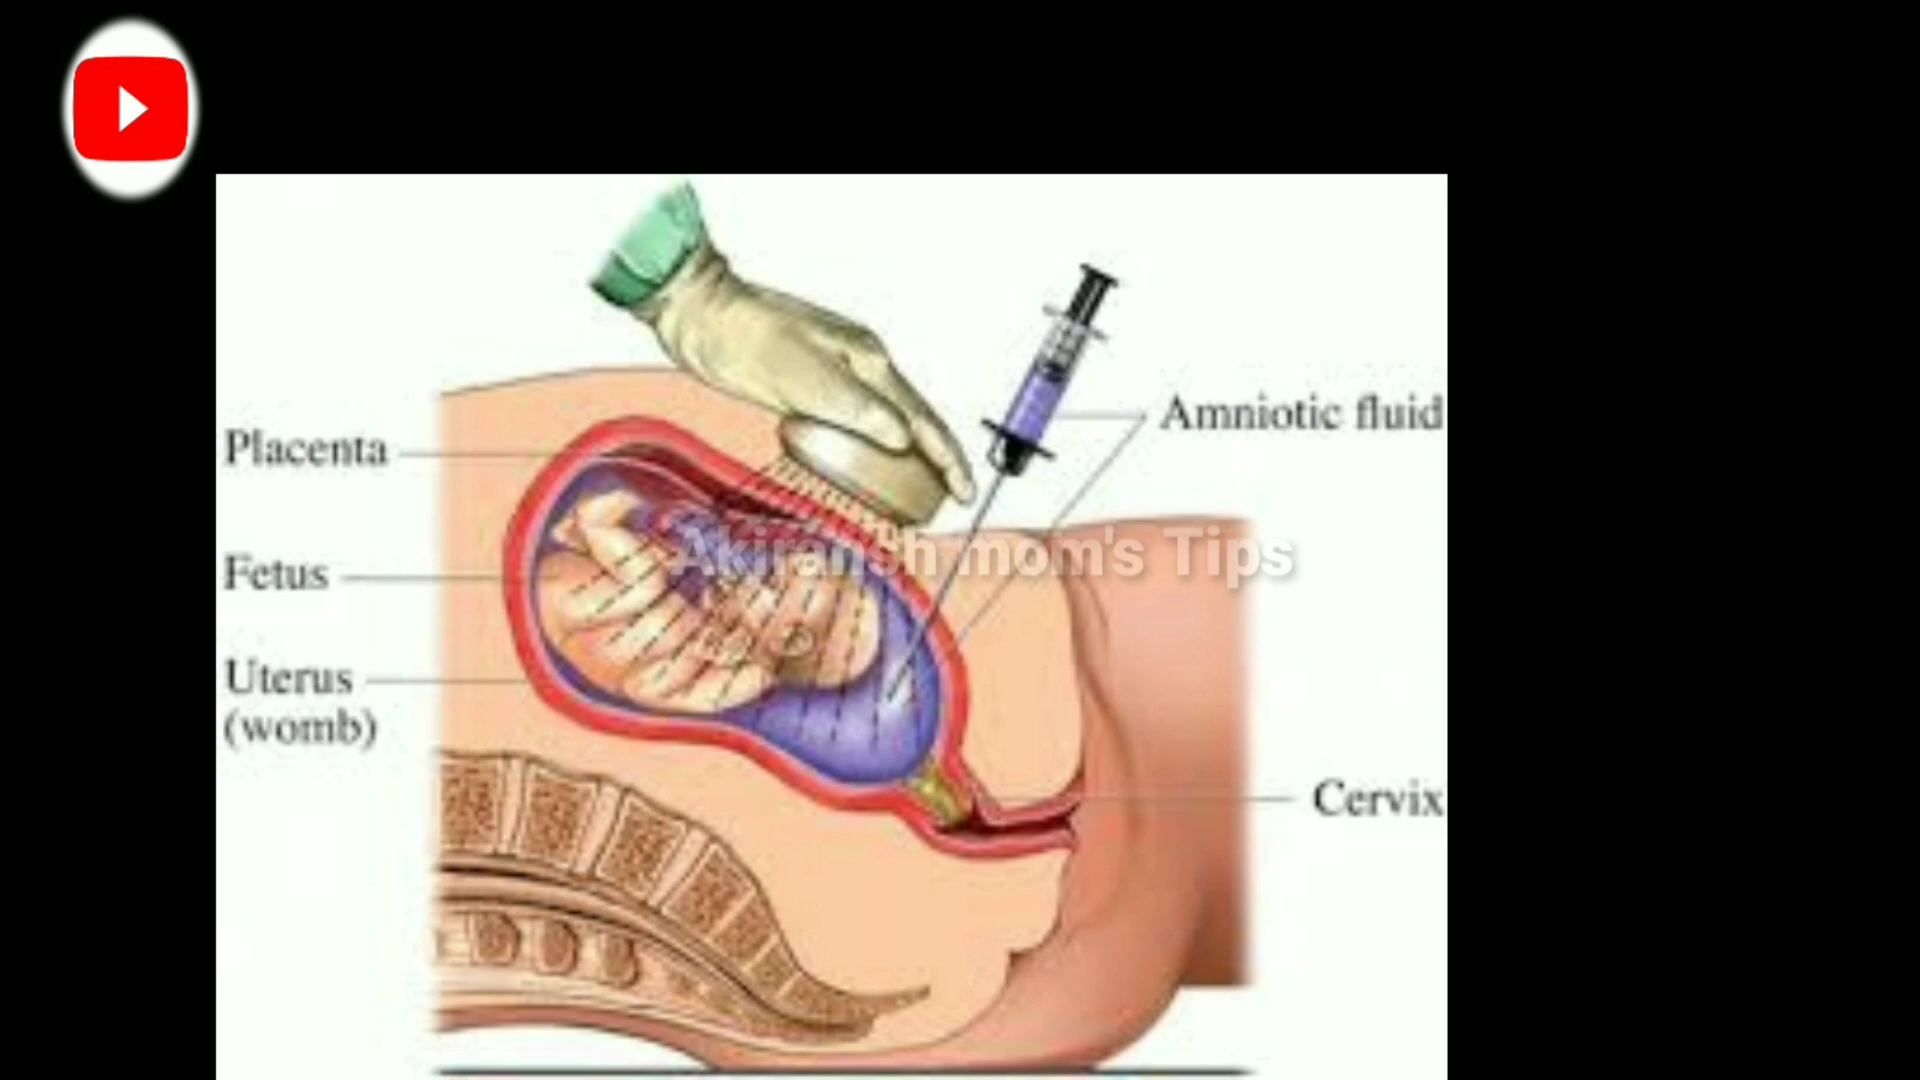 Amniotic fluid
Placenta
Akiransh mom's Tips
Fetus
Uterus
(womb)
Cervix